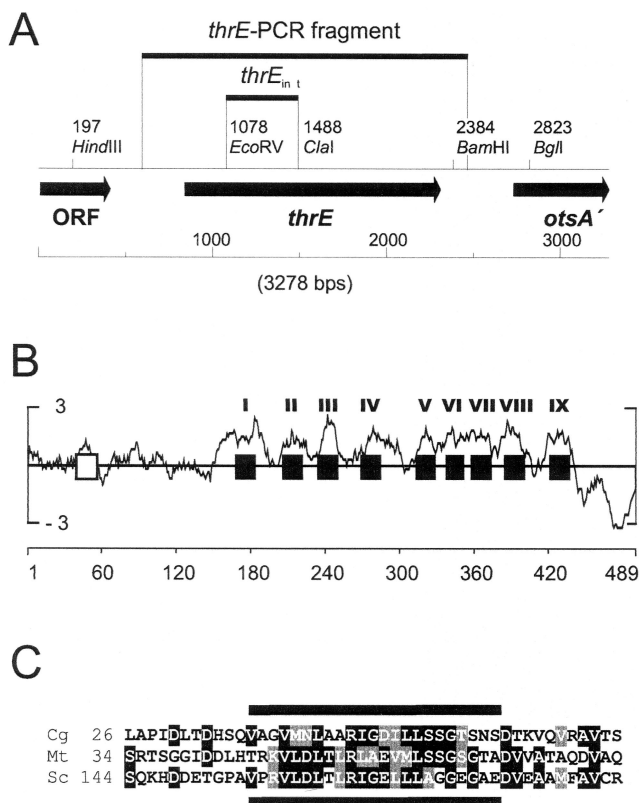 A
thrE-PCR fragment
thrEin t
197 1078 1488 2384 2823
HindIII EcoRV ClaI BamHI BglI
ORF thrE otsA´
1000 2000 3000
(3278 bps)
B
3 I II III IV V VI VII VIII IX
- 3
1 60 120 180 240 300 360 420 489
C
Cg 26 LAPIDLTDHSQVAGVMNLAARIGDILLSSGTSNSDTKVQVRAVTS
Mt 34 SRTSGGIDDLHTRKVLDLTLRLAEVMLSSGSGTADVVATAQDVAQ
Sc 144 SQKHDDETGPAVPRVLDLTLRIGELLLAGGEGAEDVEAAMFAVCR